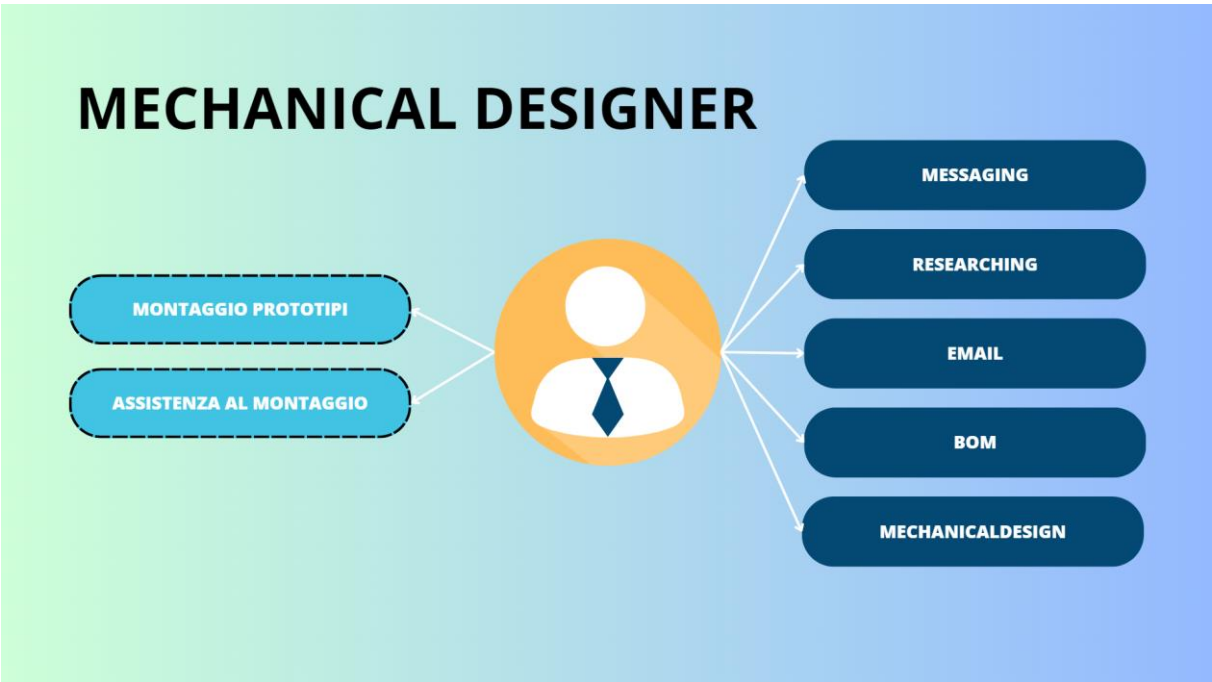 MECHANICAL DESIGNER
MESSAGING
RESEARCHING
MONTAGGIO PROTOTIPI
EMAIL
ASSISTENZA AL MONTAGGIO
BOM
MECHANICALDESIGN